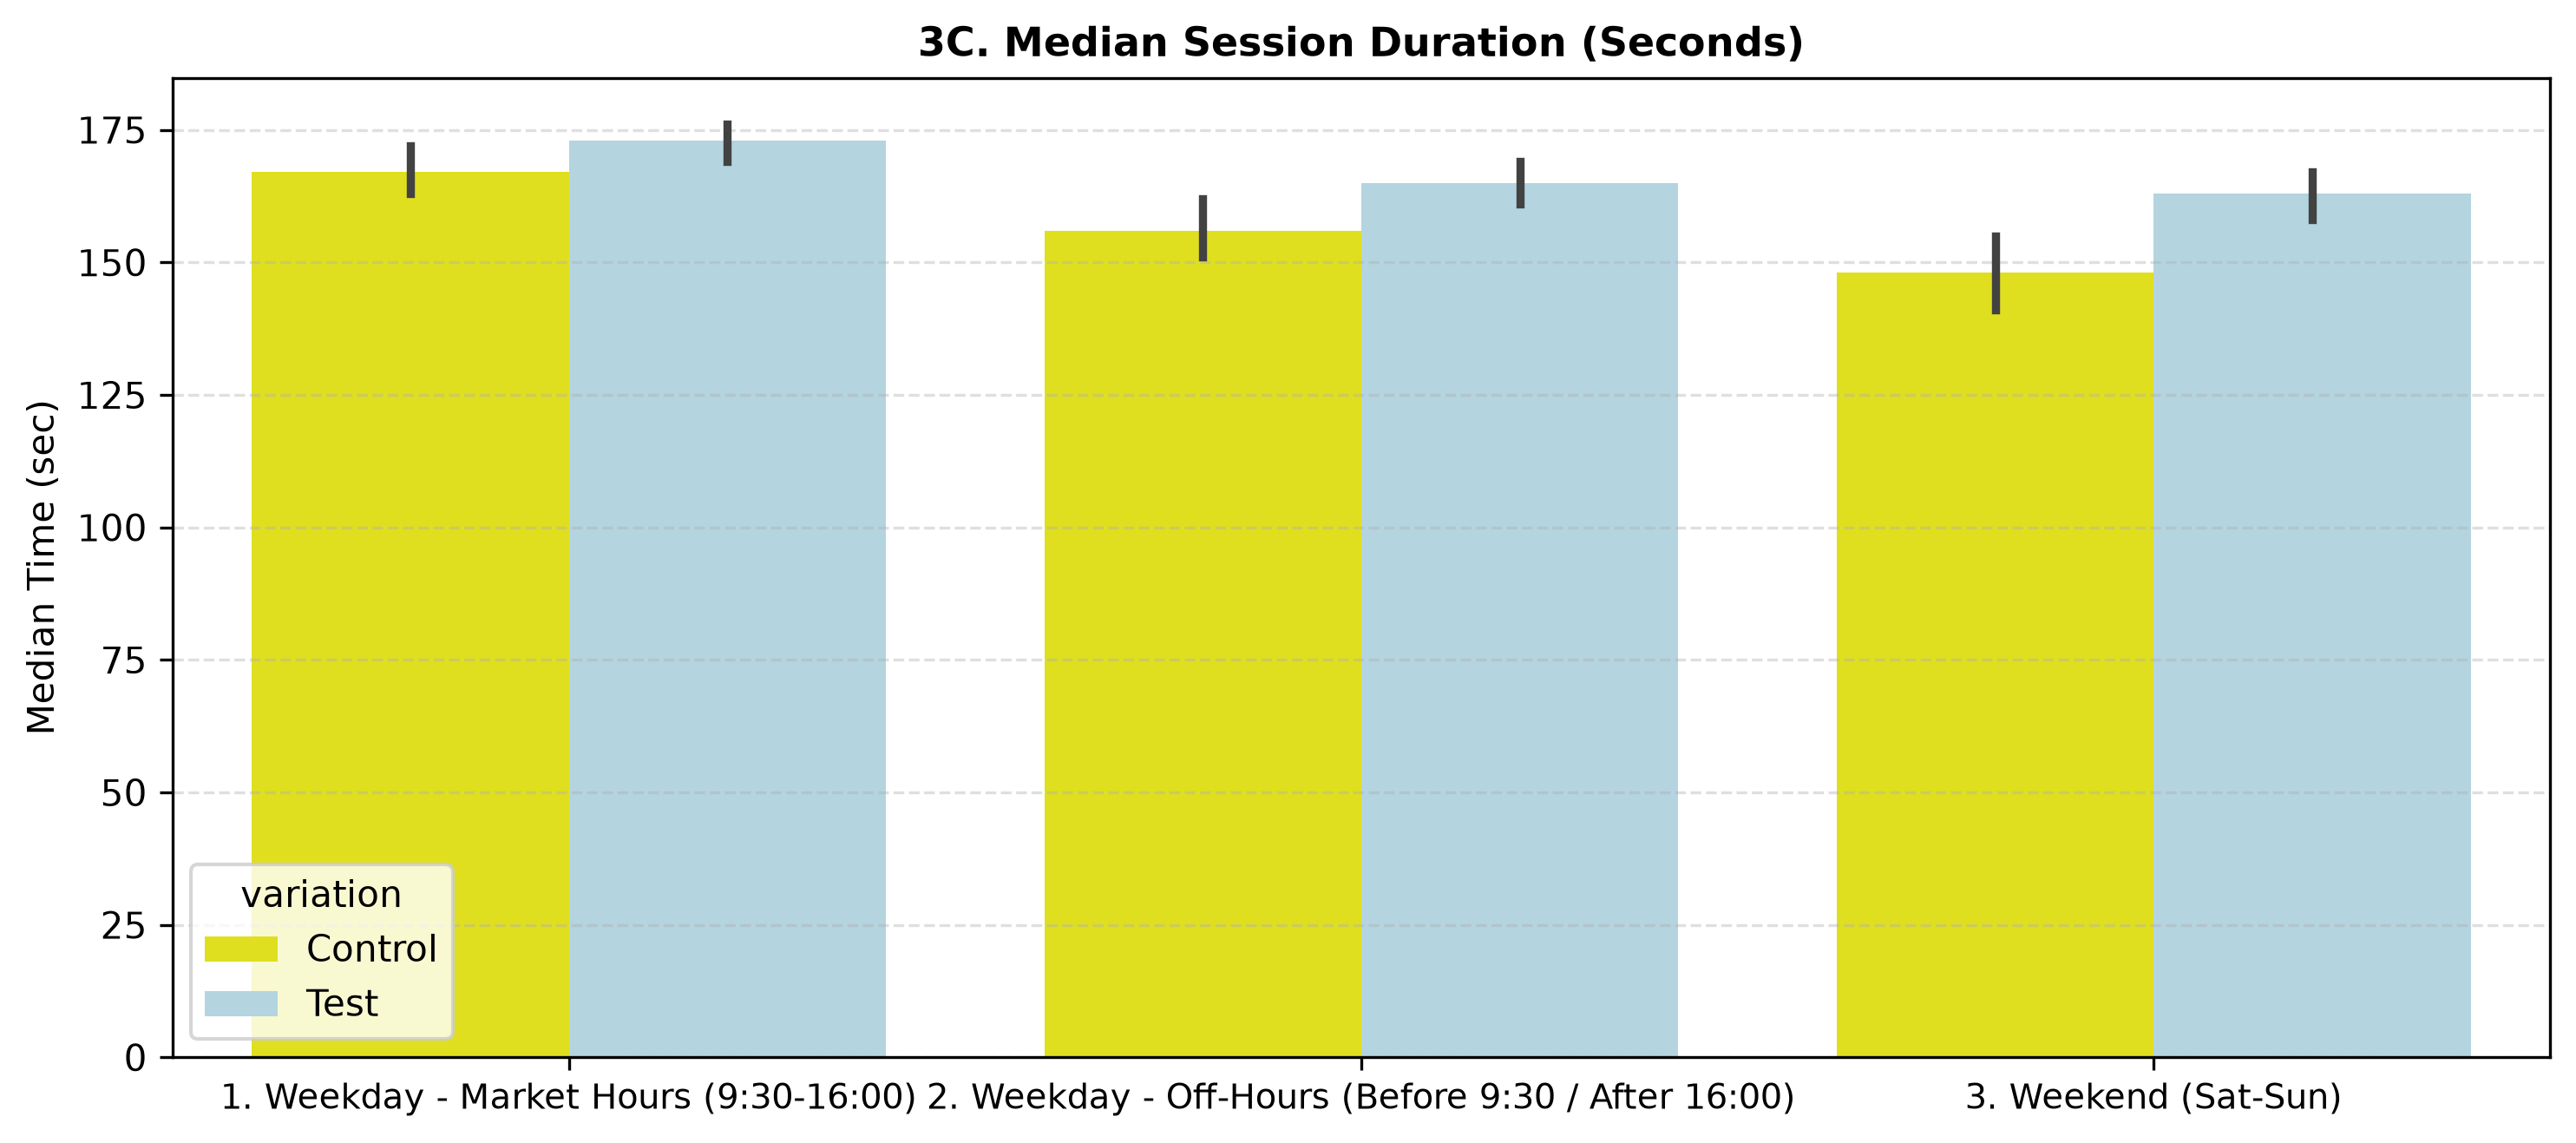 3C. Median Session Duration (Seconds)
Median Time (sec)
175
150
125
100
75
50
25
0
variation
Control
Test
1. Weekday - Market Hours (9:30-16:00)
2. Weekday - Off-Hours (Before 9:30 / After 16:00)
3. Weekend (Sat-Sun)